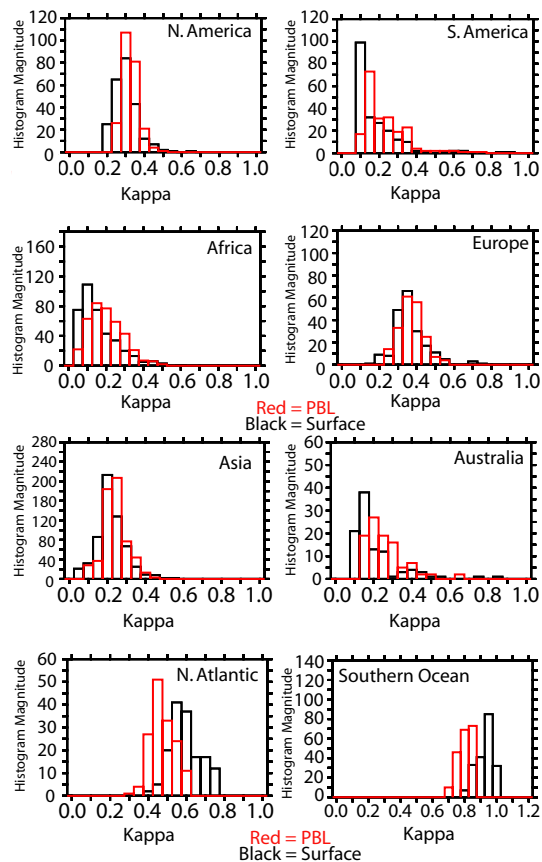 N. America
Histogram Magnitude
120
100
80
60
40
20
0
0.0 0.2 0.4 0.6 0.8 1.0
Kappa
S. America
Histogram Magnitude
120
100
80
60
40
20
0
0.0 0.2 0.4 0.6 0.8 1.0
Kappa
Africa
Histogram Magnitude
160
120
80
40
0
0.0 0.2 0.4 0.6 0.8 1.0
Kappa
Europe
Histogram Magnitude
120
100
80
60
40
20
0
0.0 0.2 0.4 0.6 0.8 1.0
Kappa
Red = PBL
Black = Surface
Asia
Histogram Magnitude
280
240
200
160
120
80
40
0
0.0 0.2 0.4 0.6 0.8 1.0
Kappa
Australia
Histogram Magnitude
60
50
40
30
20
10
0
0.0 0.2 0.4 0.6 0.8 1.0
Kappa
N. Atlantic
Histogram Magnitude
60
50
40
30
20
10
0
0.0 0.2 0.4 0.6 0.8 1.0
Kappa
Southern Ocean
Histogram Magnitude
140
120
100
80
60
40
20
0
0.0 0.2 0.4 0.6 0.8 1.0 1.2
Kappa
Red = PBL
Black = Surface